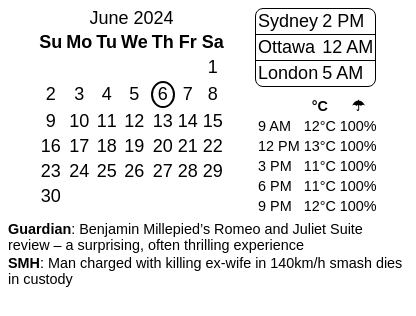 June 2024
Su Mo Tu We Th Fr Sa
1
2 3 4 5 6 7 8
9 10 11 12 13 14 15
16 17 18 19 20 21 22
23 24 25 26 27 28 29
30
Sydney 2 PM
Ottawa 12 AM
London 5 AM
°C ☂
9 AM 12°C 100%
12 PM 13°C 100%
3 PM 11°C 100%
6 PM 11°C 100%
9 PM 12°C 100%
Guardian: Benjamin Millepied’s Romeo and Juliet Suite
review – a surprising, often thrilling experience
SMH: Man charged with killing ex-wife in 140km/h smash dies
in custody